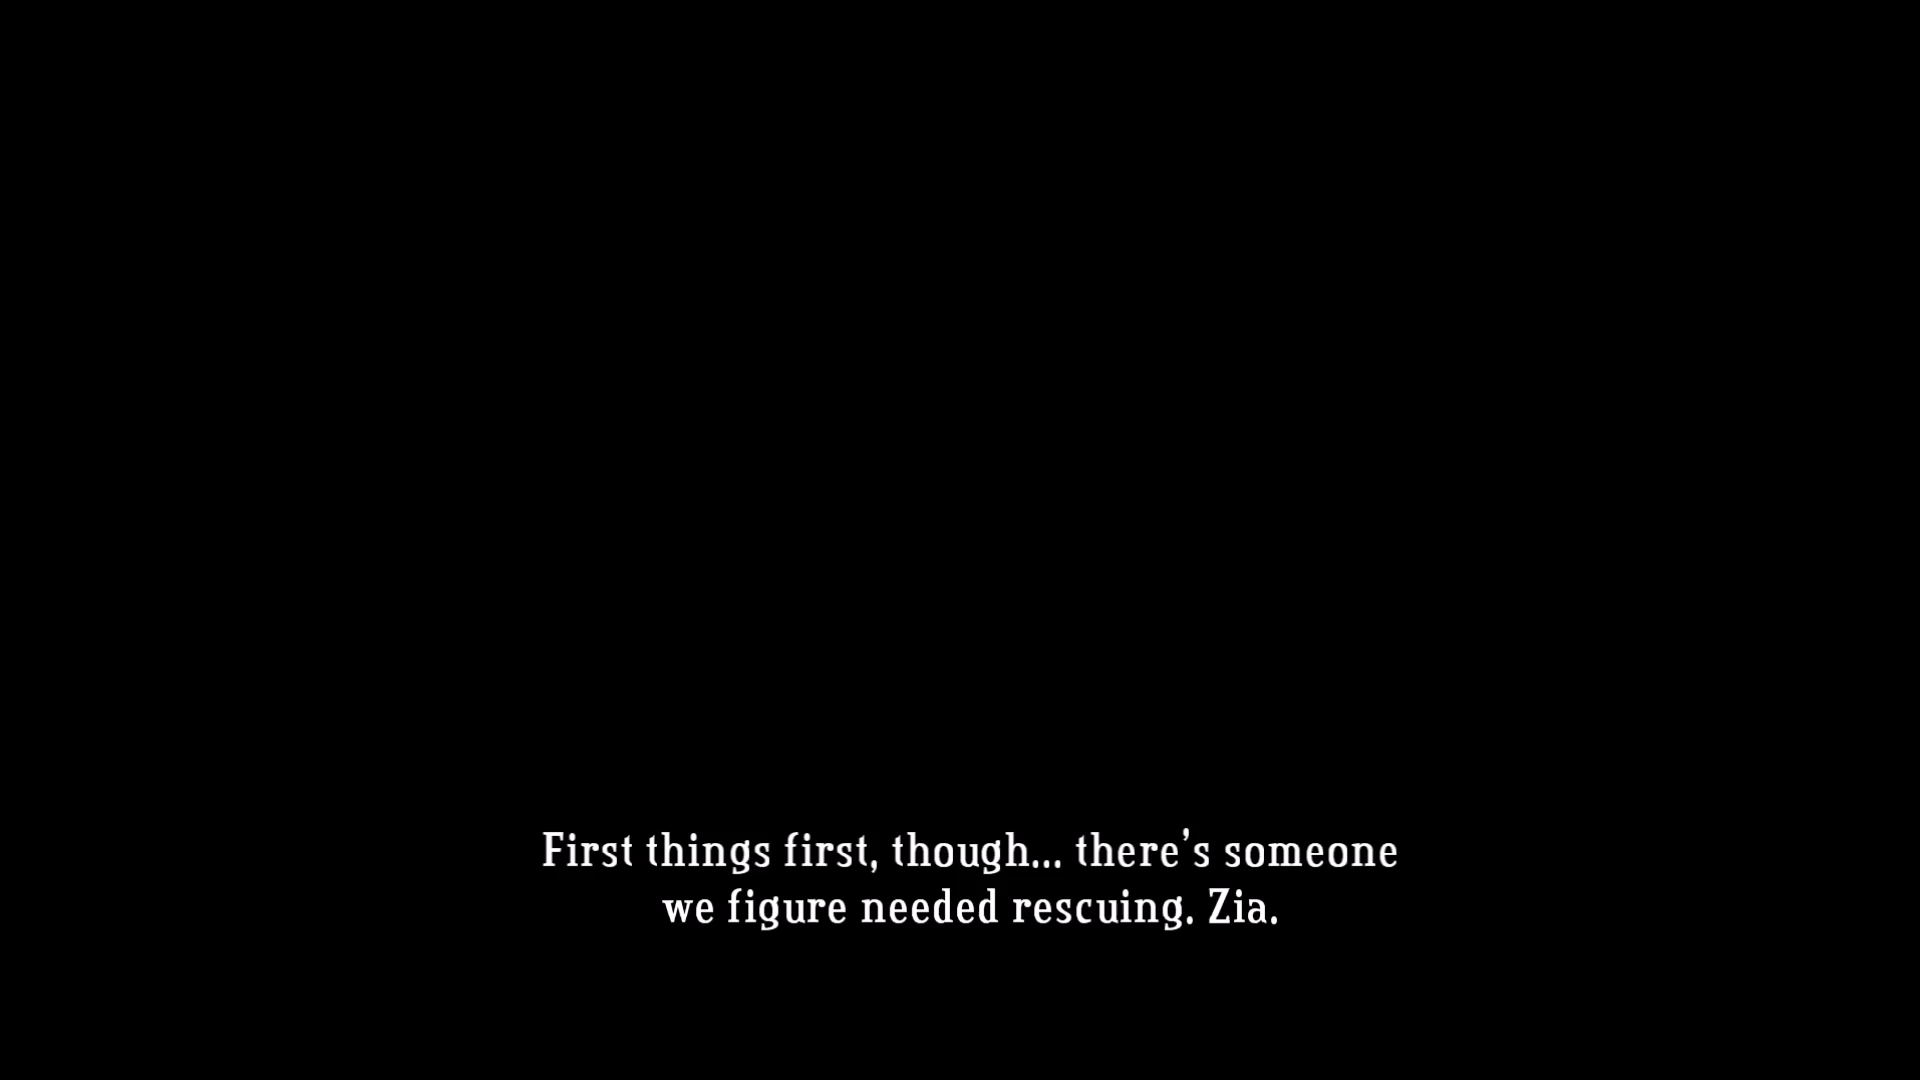 First things first, though... there’s someone
we figure needed rescuing. Zia.